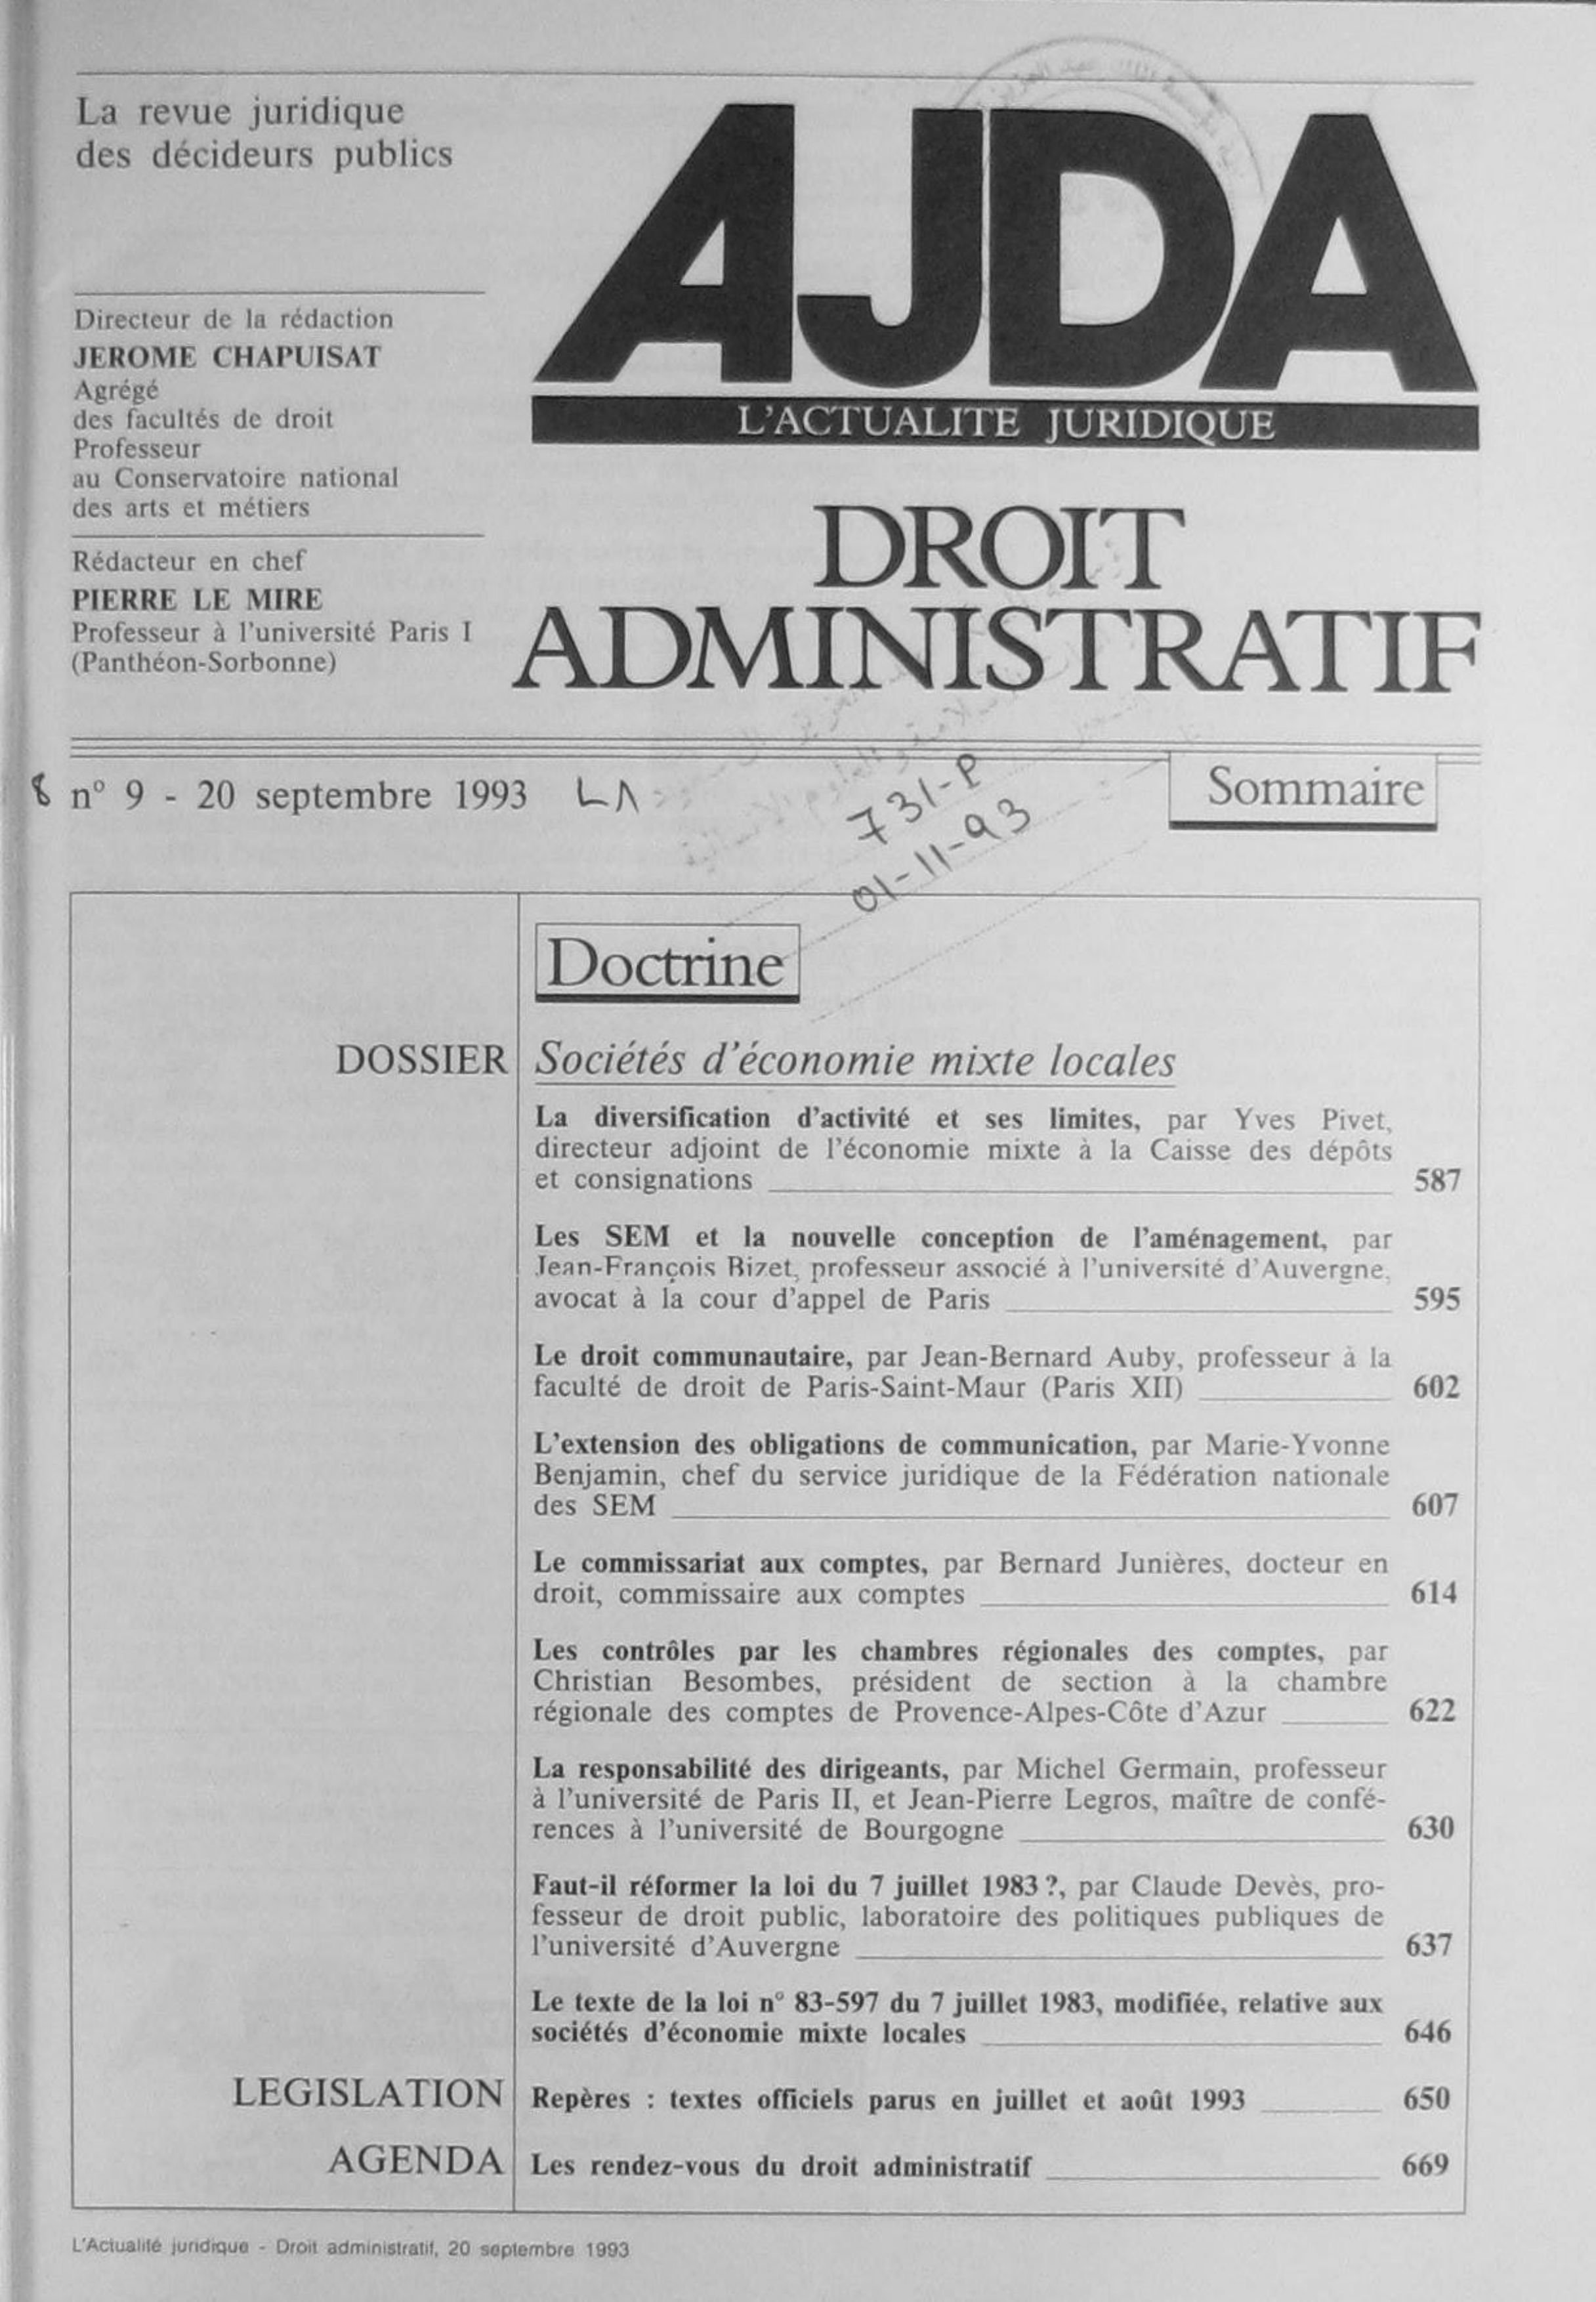 La revue juridique
des décideurs publics
AJDA
L'ACTUALITE JURIDIQUE
DROIT
ADMINISTRATIF
Directeur de la rédaction
JEROME CHAPUISAT
Agrégé
des facultés de droit
Professeur
au Conservatoire national
des arts et métiers
Rédacteur en chef
PIERRE LE MIRE
Professeur à l'université Paris I
(Panthéon-Sorbonne)
8 n° 9 - 20 septembre 1993
731-P
01-11-93
Sommaire
Doctrine
DOSSIER
Sociétés d'économie mixte locales
La diversification d'activité et ses limites, par Yves Pivet,
directeur adjoint de l'économie mixte à la Caisse des dépôts
et consignations 587
Les SEM et la nouvelle conception de l'aménagement, par
Jean-François Bizet, professeur associé à l'université d'Auvergne,
avocat à la cour d'appel de Paris 595
Le droit communautaire, par Jean-Bernard Auby, professeur à la
faculté de droit de Paris-Saint-Maur (Paris XII) 602
L'extension des obligations de communication, par Marie-Yvonne
Benjamin, chef du service juridique de la Fédération nationale
des SEM 607
Le commissariat aux comptes, par Bernard Junières, docteur en
droit, commissaire aux comptes 614
Les contrôles par les chambres régionales des comptes, par
Christian Besombes, président de section à la chambre
régionale des comptes de Provence-Alpes-Côte d'Azur 622
La responsabilité des dirigeants, par Michel Germain, professeur
à l'université de Paris II, et Jean-Pierre Legros, maître de confé-
rences à l'université de Bourgogne 630
Faut-il réformer la loi du 7 juillet 1983 ?, par Claude Devès, pro-
fesseur de droit public, laboratoire des politiques publiques de
l'université d'Auvergne 637
Le texte de la loi n° 83-597 du 7 juillet 1983, modifiée, relative aux
sociétés d'économie mixte locales 646
LEGISLATION
Repères : textes officiels parus en juillet et août 1993 650
AGENDA
Les rendez-vous du droit administratif 669
L'Actualité juridique - Droit administratif, 20 septembre 1993